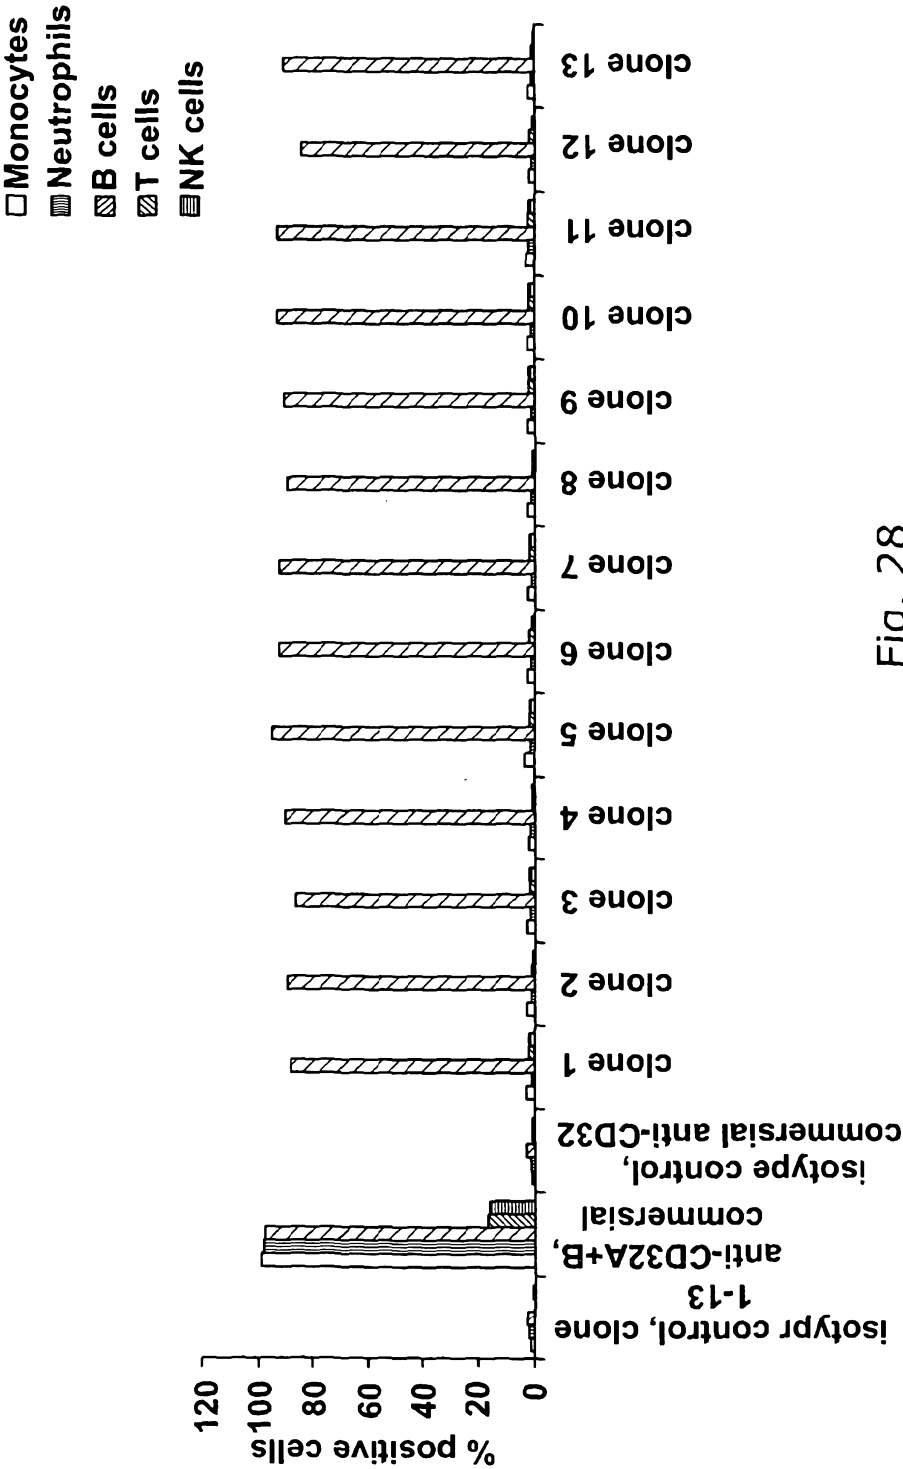 Monocytes
Neutrophils
B cells
T cells
NK cells
% positive cells
120
100
80
60
40
20
0
isotypr control, clone
1-13
anti-CD32A+B,
commersial
isotype control,
commersial anti-CD32
clone 1
clone 2
clone 3
clone 4
clone 5
clone 6
clone 7
clone 8
clone 9
clone 10
clone 11
clone 12
clone 13
Fig. 28